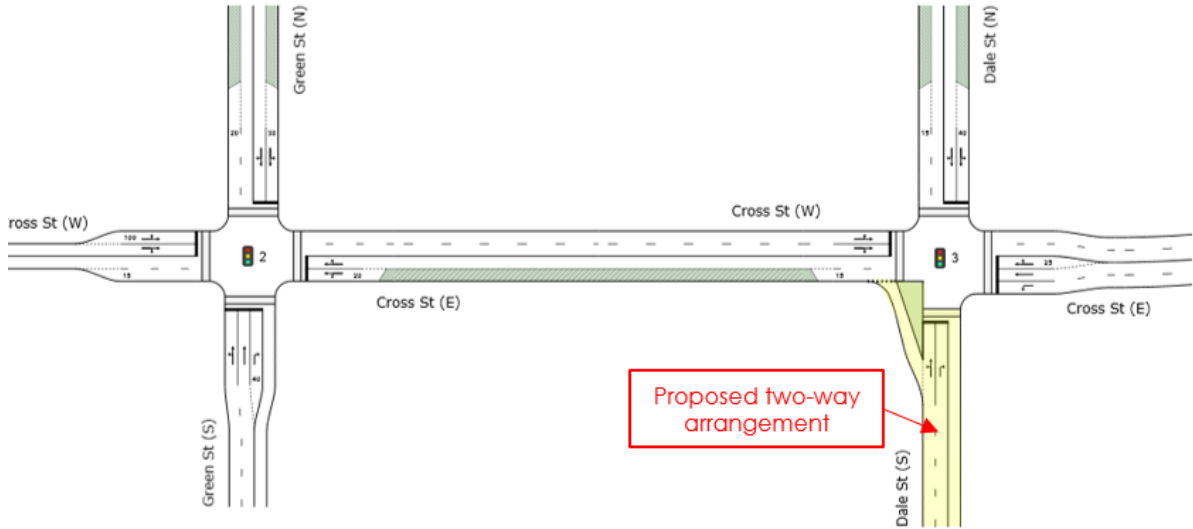 Green St (N)
Dale St (N)
20
30
15
40
ross St (W)
Cross St (W)
100
15
2
3
25
20
15
Cross St (E)
Cross St (E)
40
Proposed two-way
arrangement
Green St (S)
Dale St (S)